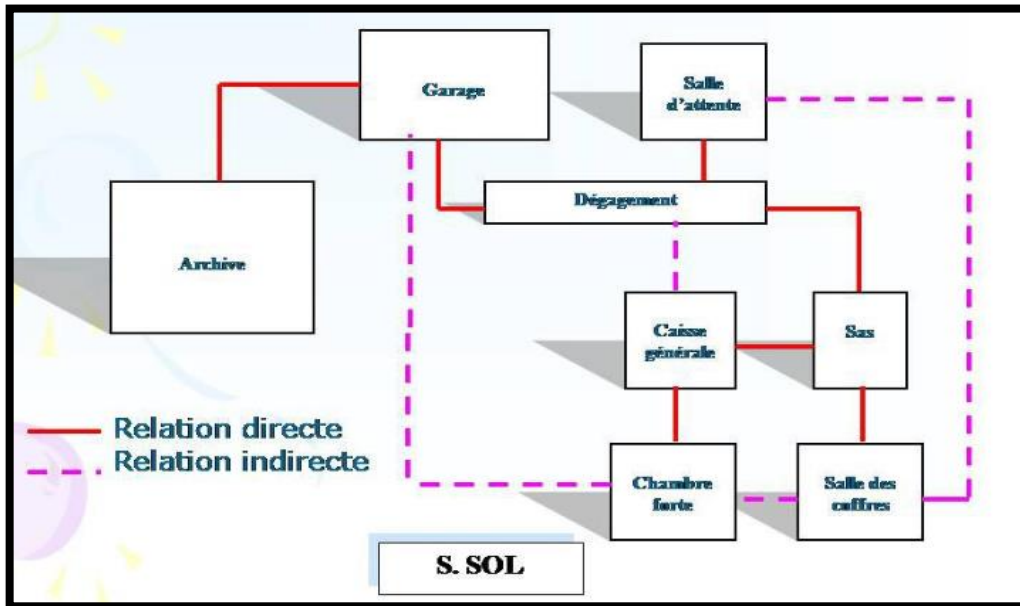 Garage
Salle
d'attente
Dégagement
Archive
Caisse
générale
Sas
Relation directe
Relation indirecte
Chambre
forte
Salle des
coffres
S. SOL